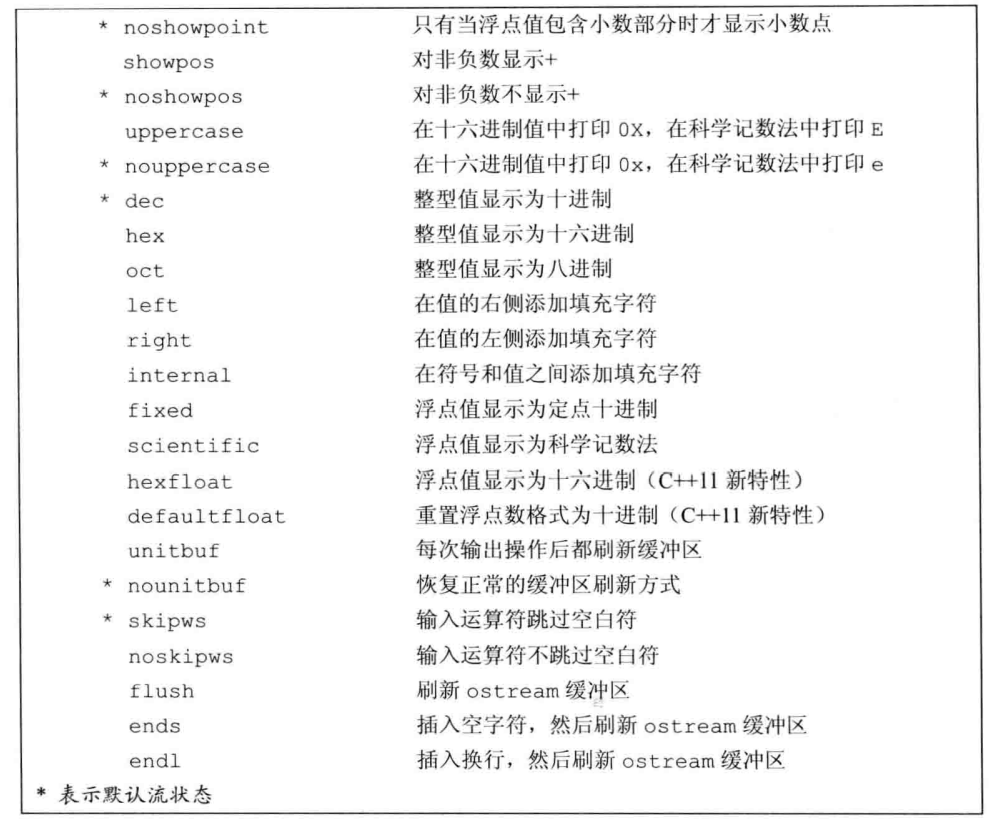 * noshowpoint 只有当浮点值包含小数部分时才显示小数点
showpos 对非负数显示+
* noshowpos 对非负数不显示+
uppercase 在十六进制值中打印 0X，在科学记数法中打印 E
* nouppercase 在十六进制值中打印 0x，在科学记数法中打印 e
* dec 整型值显示为十进制
hex 整型值显示为十六进制
oct 整型值显示为八进制
left 在值的右侧添加填充字符
right 在值的左侧添加填充字符
internal 在符号和值之间添加填充字符
fixed 浮点值显示为定点十进制
scientific 浮点值显示为科学记数法
hexfloat 浮点值显示为十六进制（C++11 新特性）
defaultfloat 重置浮点数格式为十进制（C++11 新特性）
unitbuf 每次输出操作后都刷新缓冲区
* nounitbuf 恢复正常的缓冲区刷新方式
* skipws 输入运算符跳过空白符
noskipws 输入运算符不跳过空白符
flush 刷新 ostream 缓冲区
ends 插入空字符，然后刷新 ostream 缓冲区
endl 插入换行，然后刷新 ostream 缓冲区
* 表示默认流状态